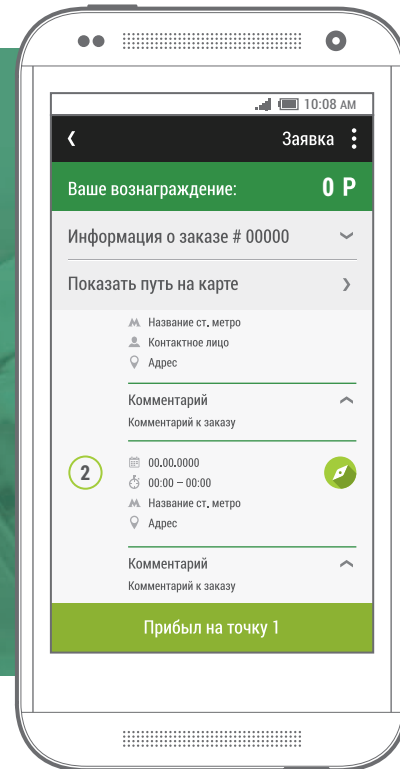 10:08 AM
Заявка
Ваше вознаграждение: 0 Р
Информация о заказе # 00000
Показать путь на карте
Название ст. метро
Контактное лицо
Адрес
Комментарий
Комментарий к заказу
2
00.00.0000
00:00 – 00:00
Название ст. метро
Адрес
Комментарий
Комментарий к заказу
Прибыл на точку 1